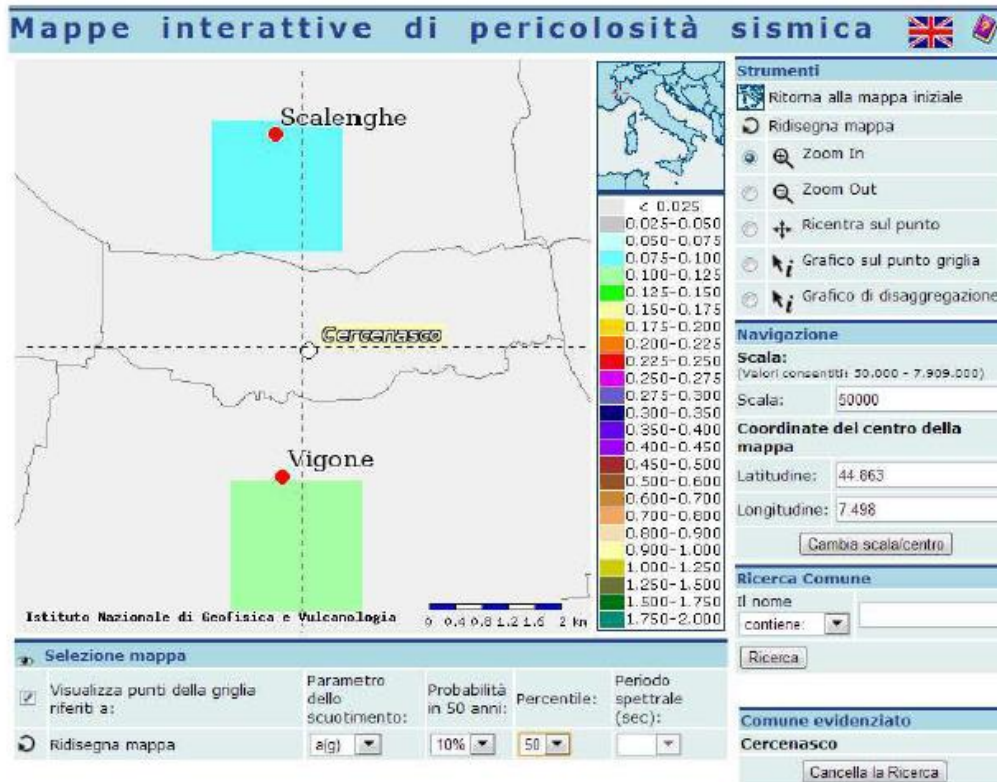 Mappe interattive di pericolosità sismica
Scalenghe
Cercenasco
Vigone
Istituto Nazionale di Geofisica e Vulcanologia
0 0.4 0.8 1.2 1.6 2 km
< 0.025
0.025-0.050
0.050-0.075
0.075-0.100
0.100-0.125
0.125-0.150
0.150-0.175
0.175-0.200
0.200-0.225
0.225-0.250
0.250-0.275
0.275-0.300
0.300-0.350
0.350-0.400
0.400-0.450
0.450-0.500
0.500-0.600
0.600-0.700
0.700-0.800
0.800-0.900
0.900-1.000
1.000-1.250
1.250-1.500
1.500-1.750
1.750-2.000
Strumenti
Ritorna alla mappa iniziale
Ridisegna mappa
Zoom In
Zoom Out
Ricentra sul punto
Grafico sul punto griglia
Grafico di disaggregazione
Navigazione
Scala:
(Valori consentiti: 50.000 - 7.909.000)
Scala: 50000
Coordinate del centro della
mappa
Latitudine: 44.863
Longitudine: 7.498
Cambia scala/centro
Ricerca Comune
Il nome
contiene:
Ricerca
Comune evidenziato
Cercenasco
Cancella la Ricerca
Selezione mappa
Visualizza punti della griglia
riferiti a:
Parametro
dello
scuotimento:
Probabilità
in 50 anni:
Percentile:
Periodo
spettrale
(sec):
Ridisegna mappa
a(g)
10%
50